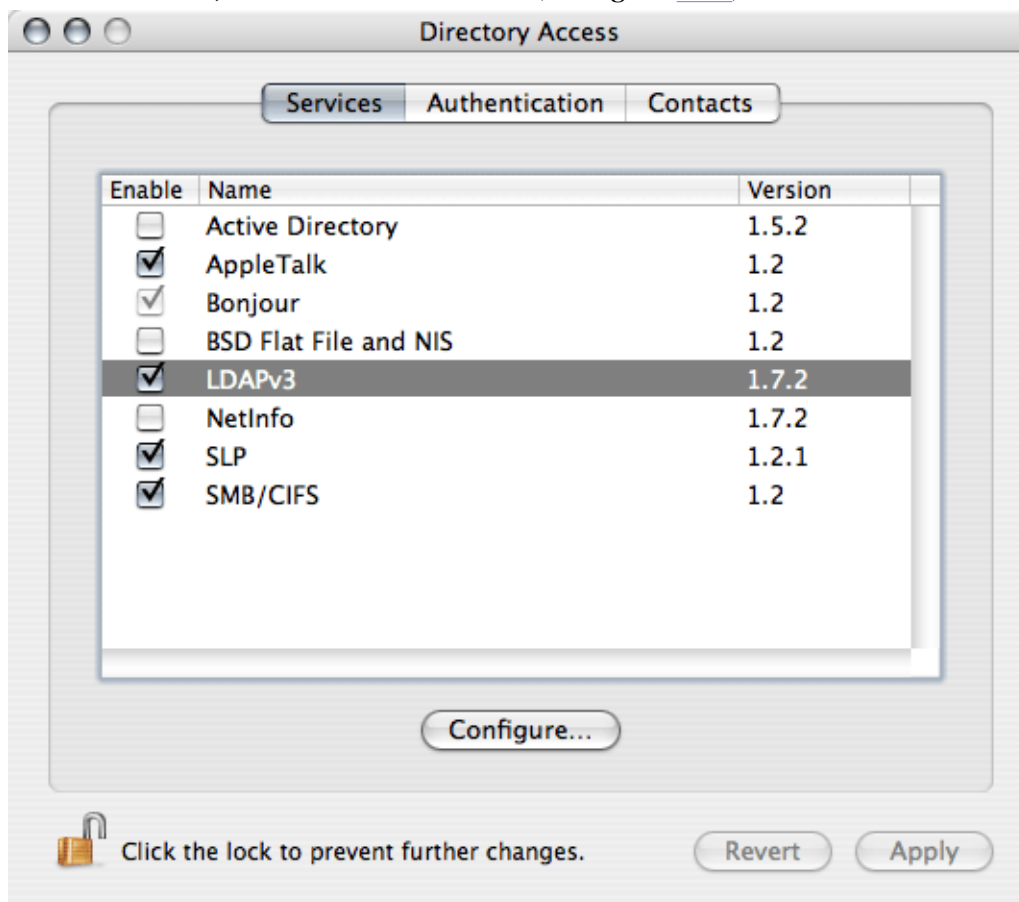 Directory Access
Services Authentication Contacts
Enable Name Version
Active Directory 1.5.2
AppleTalk 1.2
Bonjour 1.2
BSD Flat File and NIS 1.2
LDAPv3 1.7.2
NetInfo 1.7.2
SLP 1.2.1
SMB/CIFS 1.2
Configure...
Click the lock to prevent further changes. Revert Apply